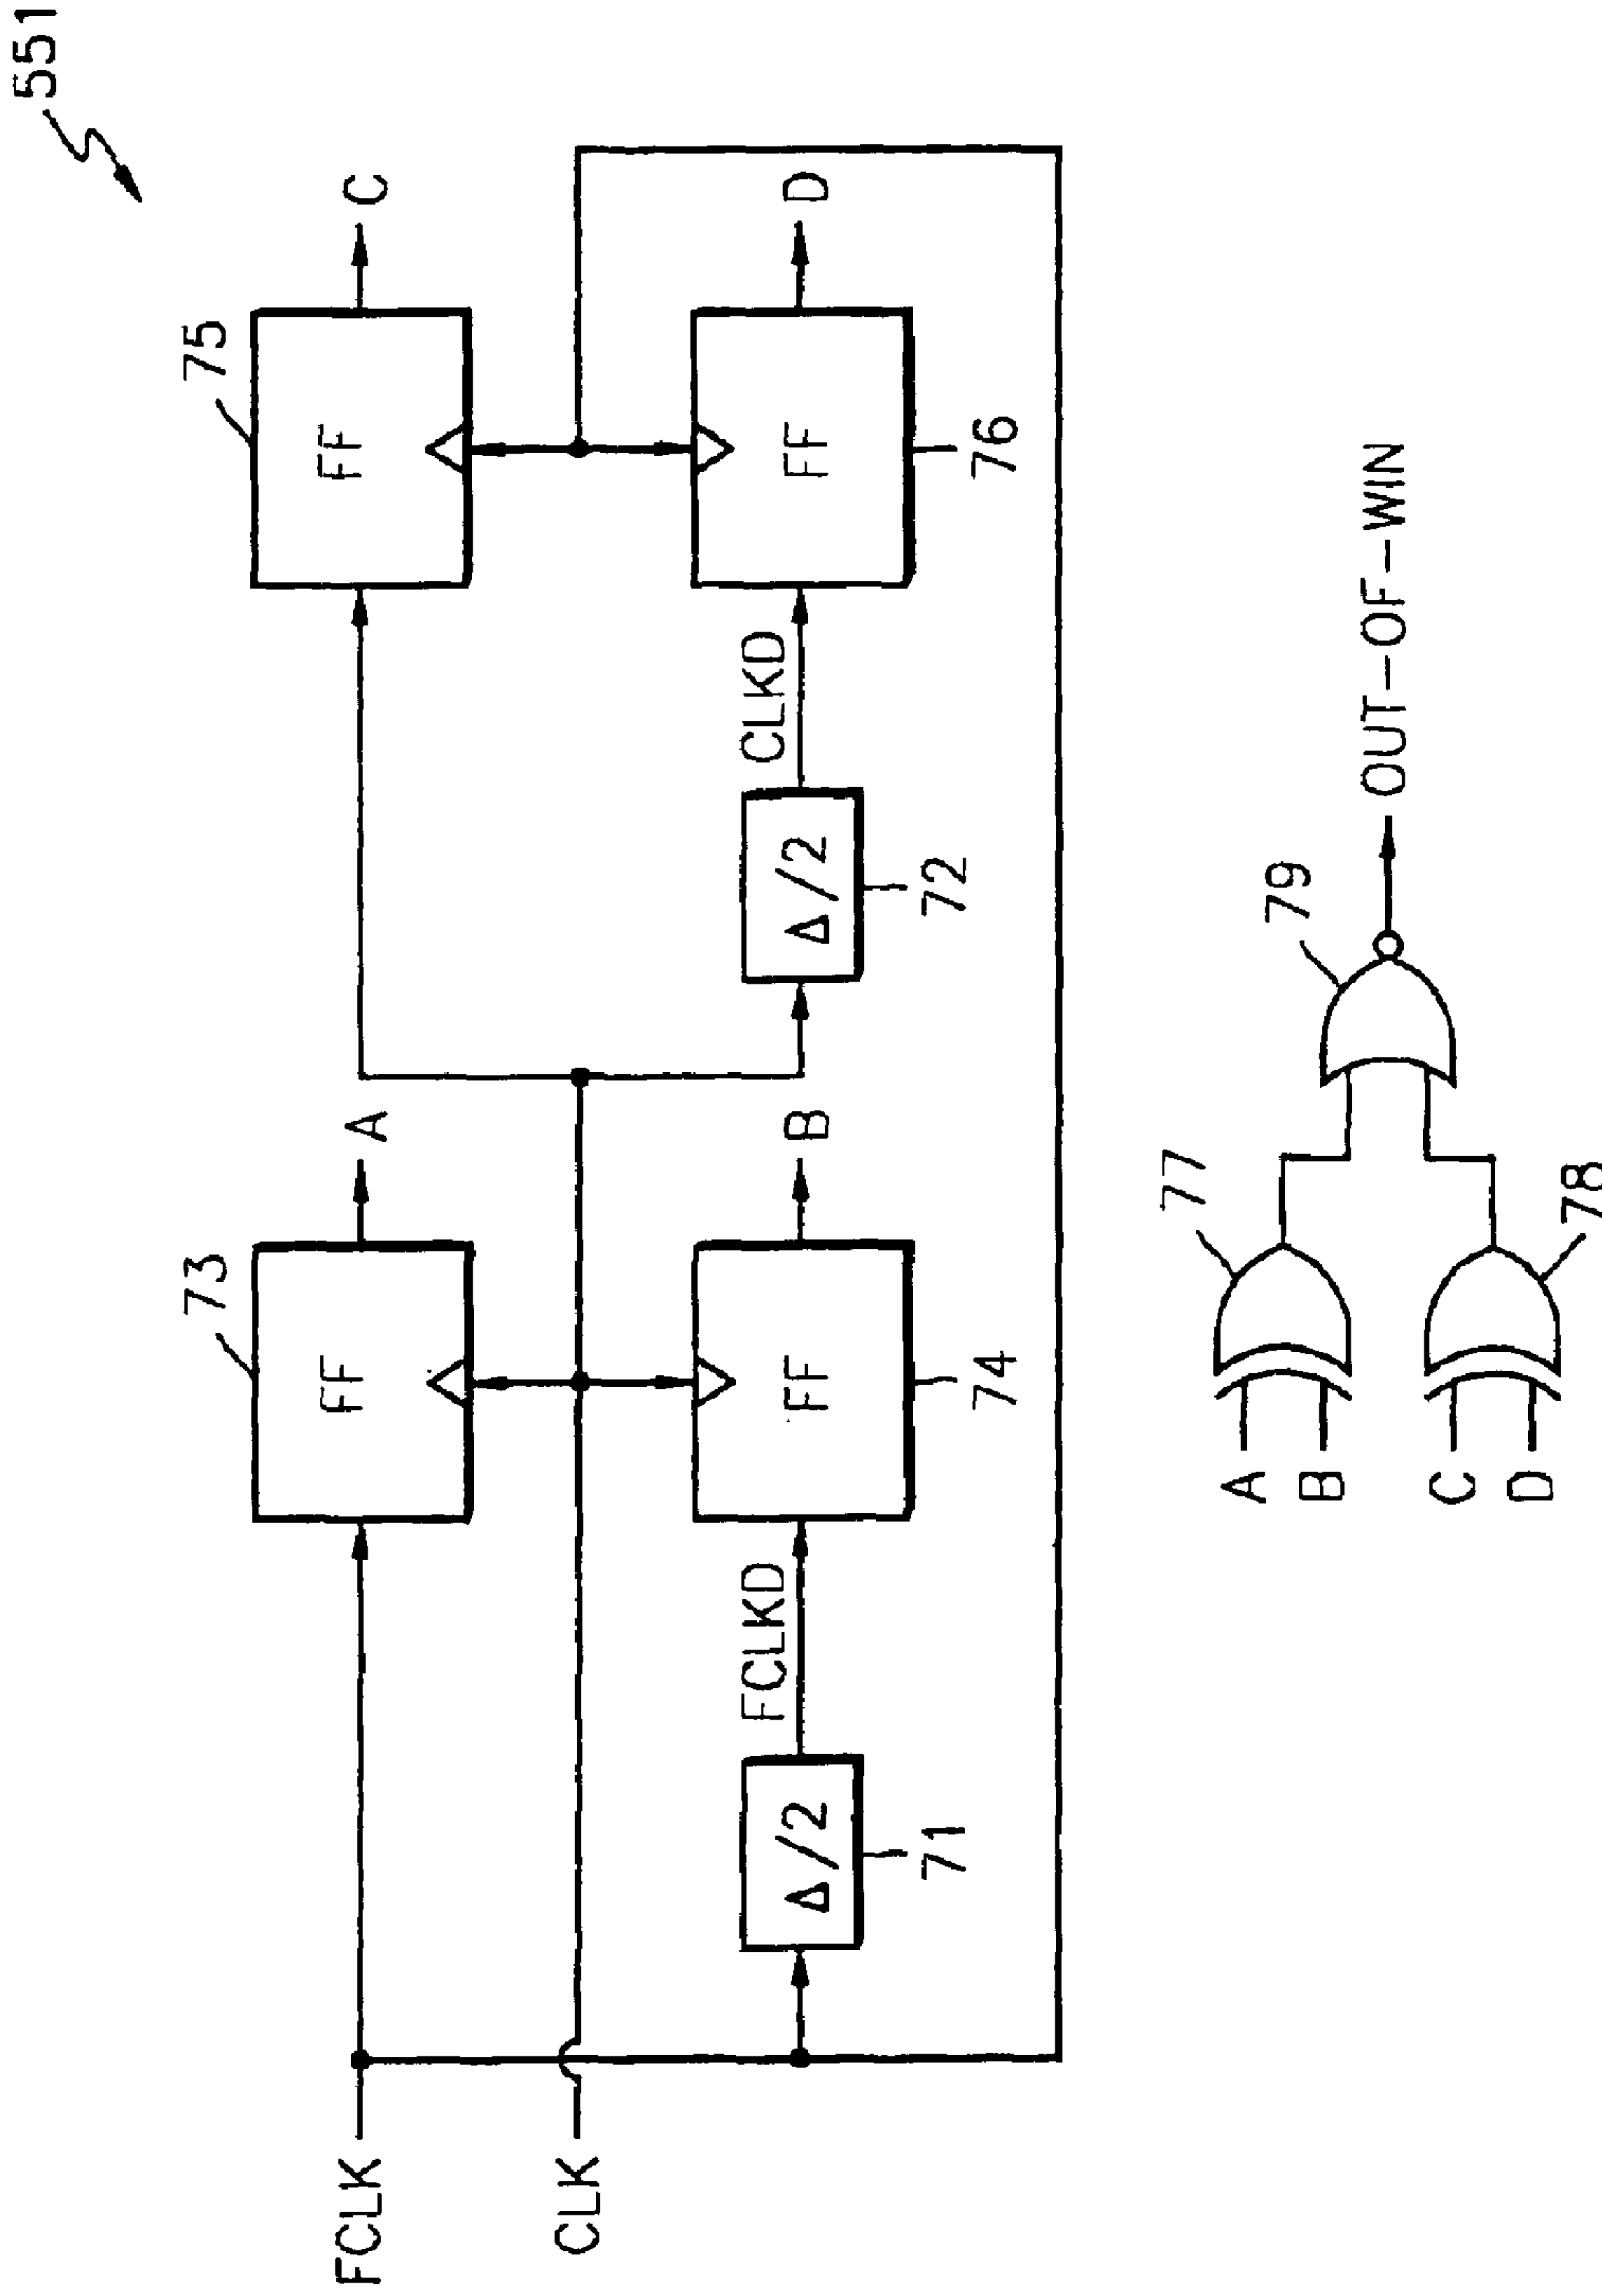 551
75
C
FF
73
A
FF
FCLK
CLK
Δ/2
71
FCLKD
FF
74
B
Δ/2
72
CLKD
FF
76
D
A
B
C
D
77
78
79
OUT-OF-WIN